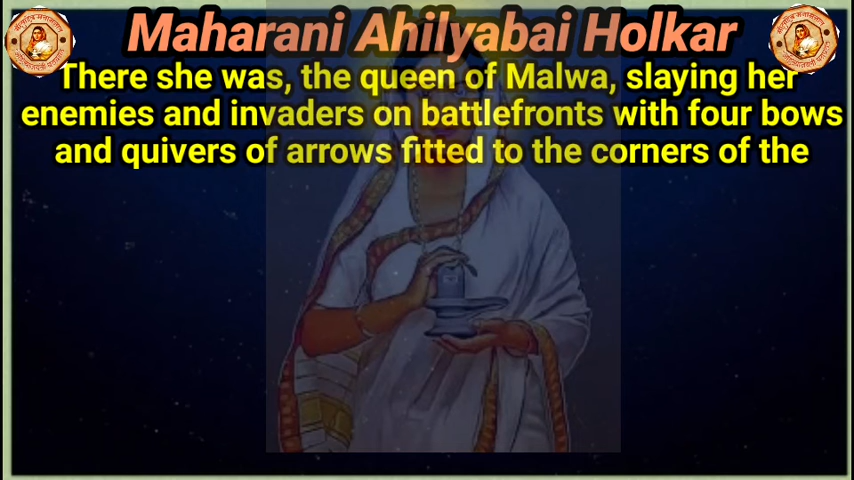 Maharani Ahilyabai Holkar
There she was, the queen of Malwa, slaying her
enemies and invaders on battlefronts with four bows
and quivers of arrows fitted to the corners of the